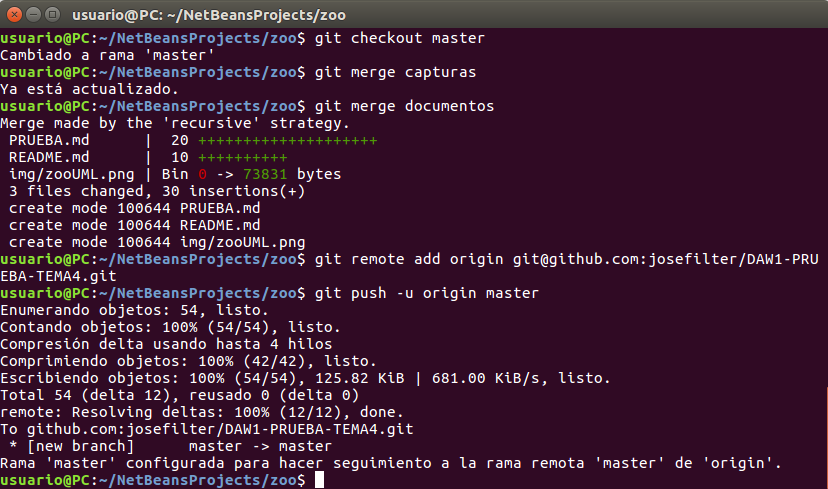 usuario@PC: ~/NetBeansProjects/zoo
usuario@PC:~/NetBeansProjects/zoo$ git checkout master
Cambiado a rama 'master'
usuario@PC:~/NetBeansProjects/zoo$ git merge capturas
Ya está actualizado.
usuario@PC:~/NetBeansProjects/zoo$ git merge documentos
Merge made by the 'recursive' strategy.
 PRUEBA.md      |  20 ++++++++++++++++++++
 README.md      |  10 ++++++++++
 img/zooUML.png | Bin 0 -> 73831 bytes
 3 files changed, 30 insertions(+)
 create mode 100644 PRUEBA.md
 create mode 100644 README.md
 create mode 100644 img/zooUML.png
usuario@PC:~/NetBeansProjects/zoo$ git remote add origin git@github.com:josefilter/DAW1-PRU
EBA-TEMA4.git
usuario@PC:~/NetBeansProjects/zoo$ git push -u origin master
Enumerando objetos: 54, listo.
Contando objetos: 100% (54/54), listo.
Compresión delta usando hasta 4 hilos
Comprimiendo objetos: 100% (42/42), listo.
Escribiendo objetos: 100% (54/54), 125.82 KiB | 681.00 KiB/s, listo.
Total 54 (delta 12), reusado 0 (delta 0)
remote: Resolving deltas: 100% (12/12), done.
To github.com:josefilter/DAW1-PRUEBA-TEMA4.git
 * [new branch]      master -> master
Rama 'master' configurada para hacer seguimiento a la rama remota 'master' de 'origin'.
usuario@PC:~/NetBeansProjects/zoo$